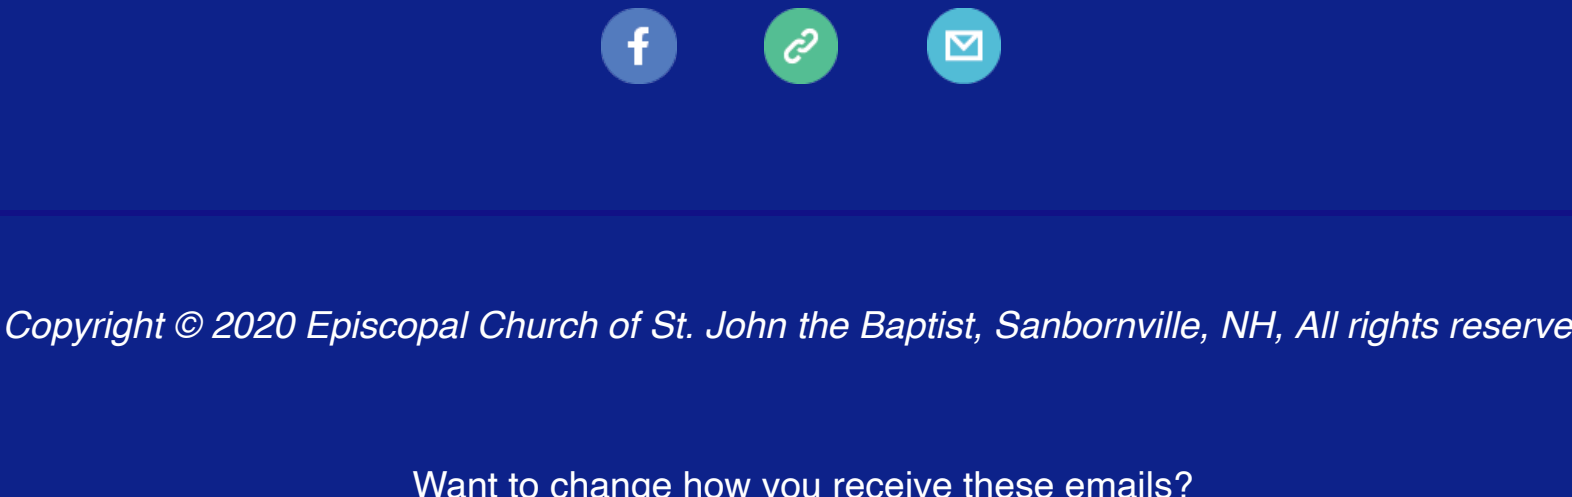 Copyright © 2020 Episcopal Church of St. John the Baptist, Sanbornville, NH, All rights reserve
Want to change how you receive these emails?